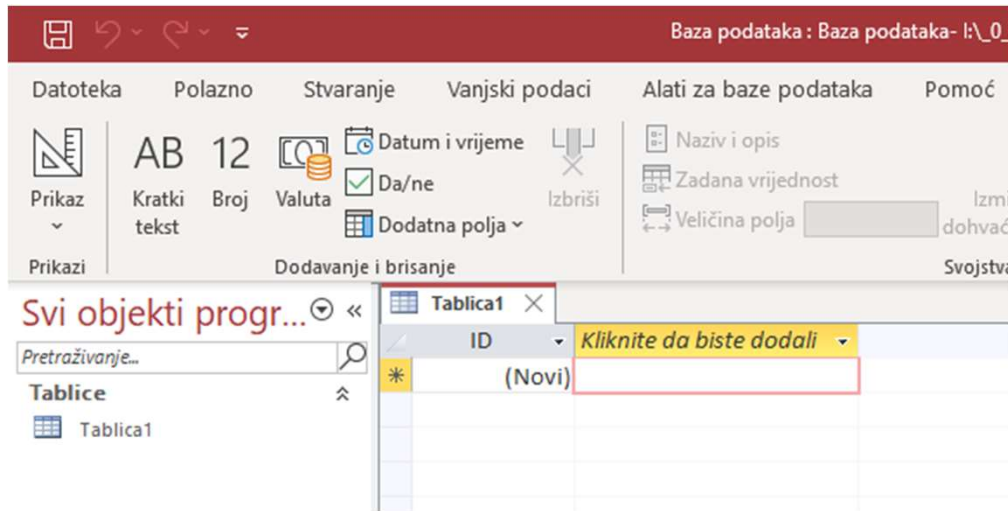 Baza podataka : Baza podataka- I:\_0_
Datoteka Polazno Stvaranje Vanjski podaci Alati za baze podataka Pomoć
AB 12 Datum i vrijeme Naziv i opis
Da/ne Zadana vrijednost
Prikaz Kratki tekst Broj Valuta Izbriši Izmi
Dodatna polja Veličina polja dohvać
Prikazi Dodavanje i brisanje Svojstva
Svi objekti progr... «
Tablica1
ID Kliknite da biste dodali
Pretraživanje...
* (Novi)
Tablice
Tablica1